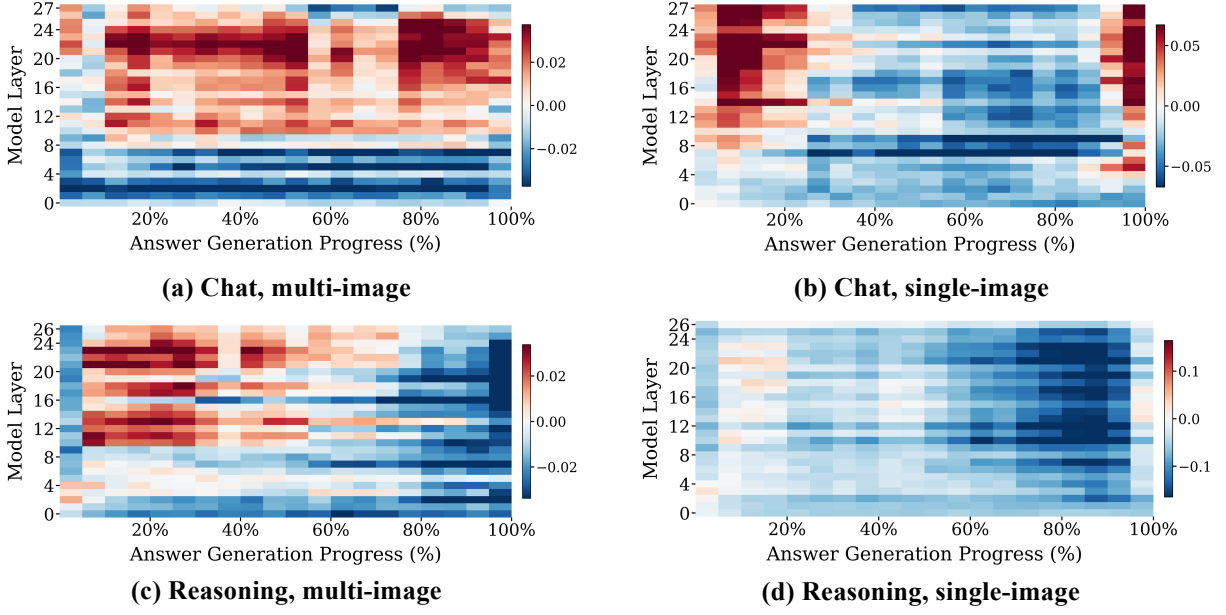 27
24
20
16
12
8
4
0
Model Layer
20% 40% 60% 80% 100%
Answer Generation Progress (%)
0.02
0.00
−0.02
(a) Chat, multi-image
27
24
20
16
12
8
4
0
Model Layer
20% 40% 60% 80% 100%
Answer Generation Progress (%)
0.05
0.00
−0.05
(b) Chat, single-image
26
24
20
16
12
8
4
0
Model Layer
20% 40% 60% 80% 100%
Answer Generation Progress (%)
0.02
0.00
−0.02
(c) Reasoning, multi-image
26
24
20
16
12
8
4
0
Model Layer
20% 40% 60% 80% 100%
Answer Generation Progress (%)
0.1
0.0
−0.1
(d) Reasoning, single-image